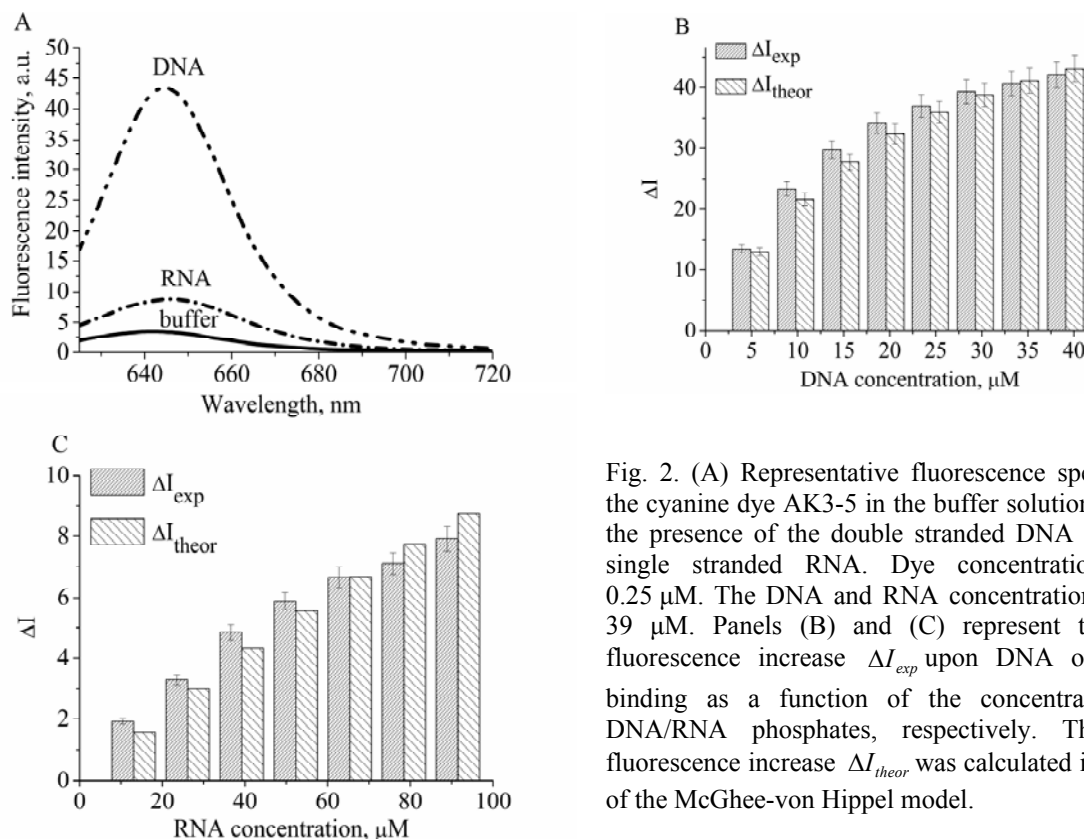 A
50
45
40
35
30
25
20
15
10
5
0
Fluorescence intensity, a.u.
DNA
RNA
buffer
640 660 680 700 720
Wavelength, nm
B
ΔI_exp
ΔI_theor
40
30
20
10
0
ΔI
0 5 10 15 20 25 30 35 40
DNA concentration, μM
C
ΔI_exp
ΔI_theor
10
8
6
4
2
0
ΔI
0 20 40 60 80 100
RNA concentration, μM
Fig. 2. (A) Representative fluorescence spe
the cyanine dye AK3-5 in the buffer solution
the presence of the double stranded DNA
single stranded RNA. Dye concentratio
0.25 μM. The DNA and RNA concentration
39 μM. Panels (B) and (C) represent t
fluorescence increase ΔI_exp upon DNA o
binding as a function of the concentra
DNA/RNA phosphates, respectively. Th
fluorescence increase ΔI_theor was calculated i
of the McGhee-von Hippel model.